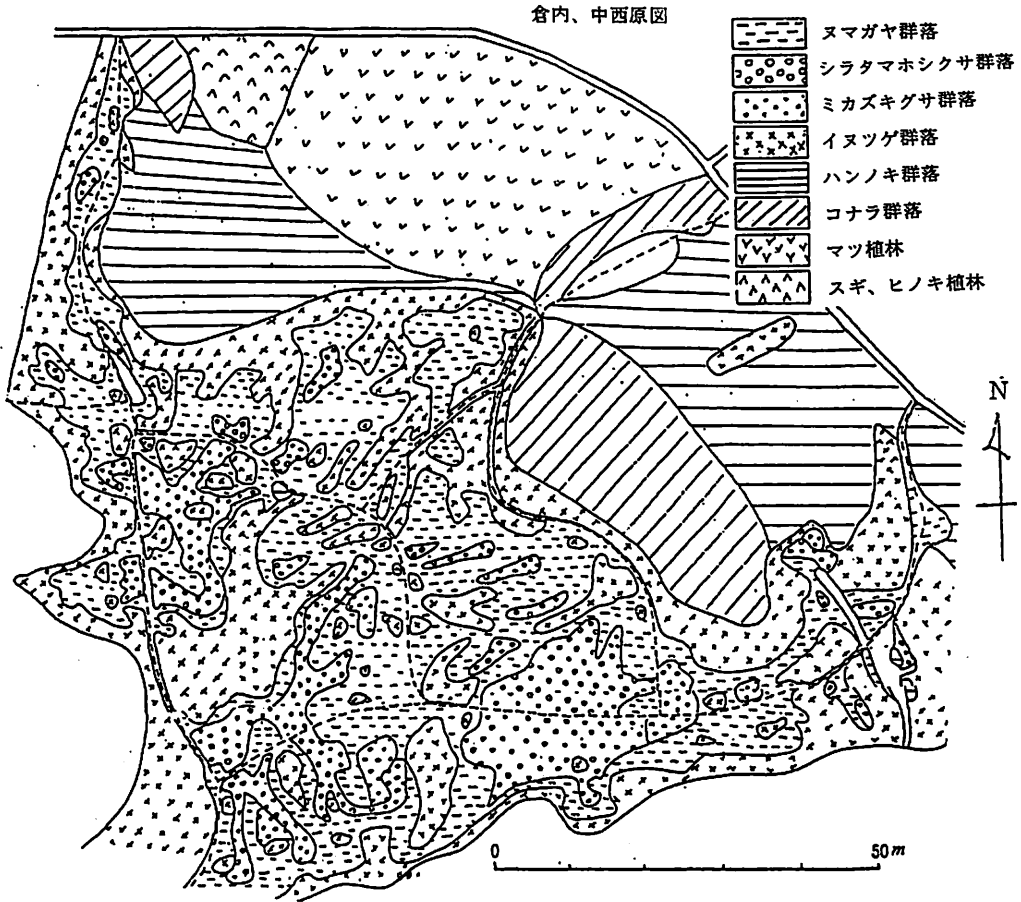 倉内、中西原図
ヌマガヤ群落
シラタマホシクサ群落
ミカズキグサ群落
イヌツゲ群落
ハンノキ群落
コナラ群落
マツ植林
スギ、ヒノキ植林
N
0 50m